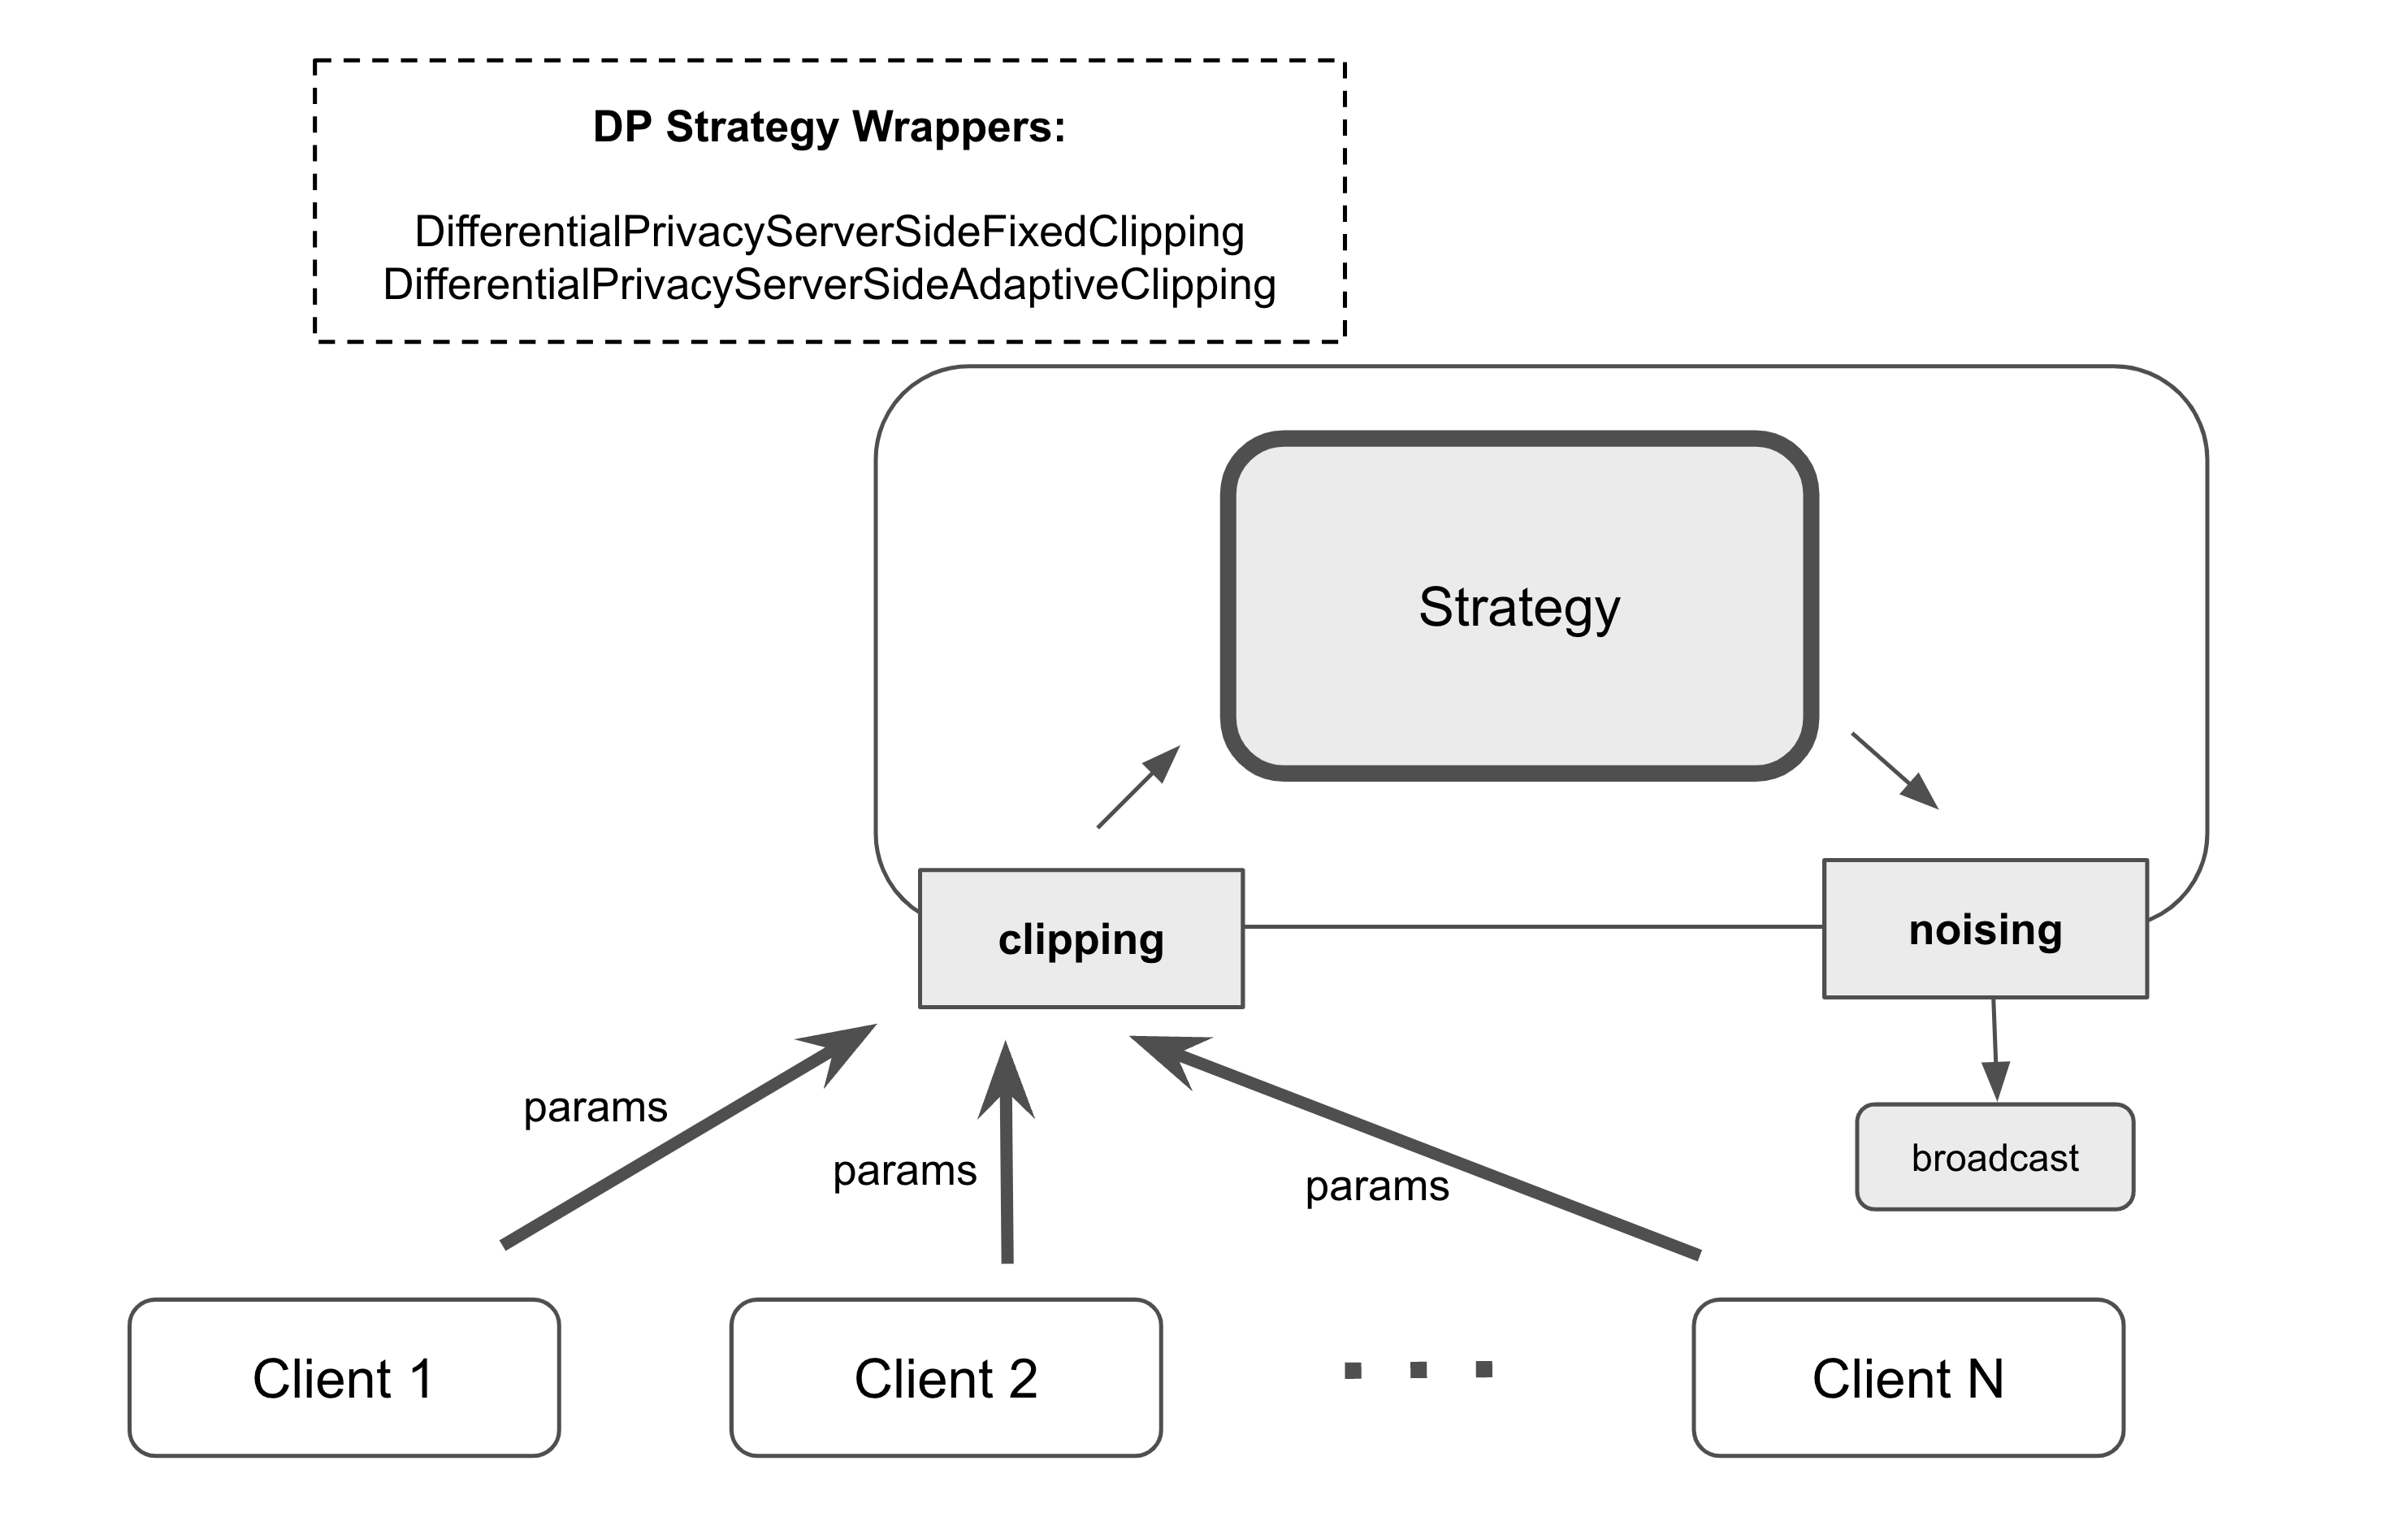 DP Strategy Wrappers:
DifferentialPrivacyServerSideFixedClipping
DifferentialPrivacyServerSideAdaptiveClipping
Strategy
clipping
noising
params
params
params
broadcast
Client 1
Client 2
Client N